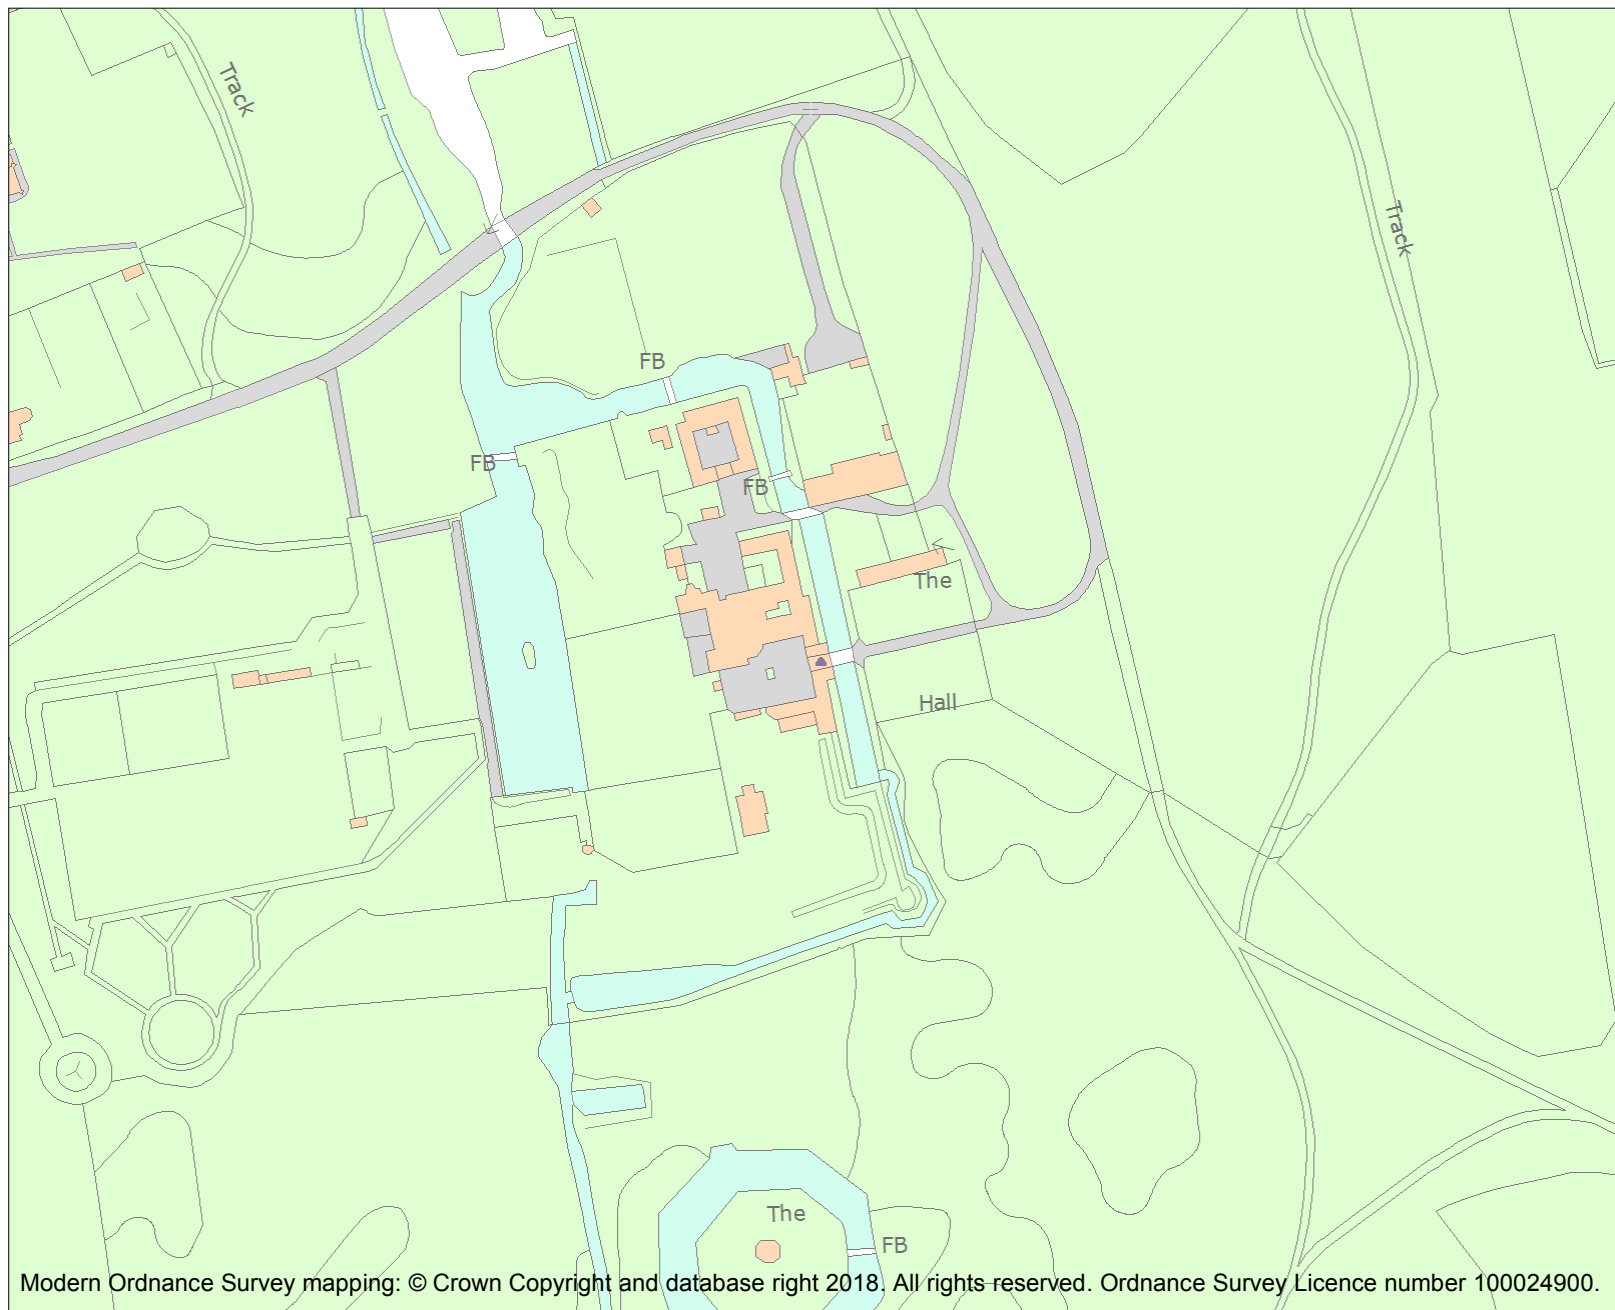 Track
Track
FB
FB
FB
The
Hall
The
FB
Modern Ordnance Survey mapping: © Crown Copyright and database right 2018. All rights reserved. Ordnance Survey Licence number 100024900.